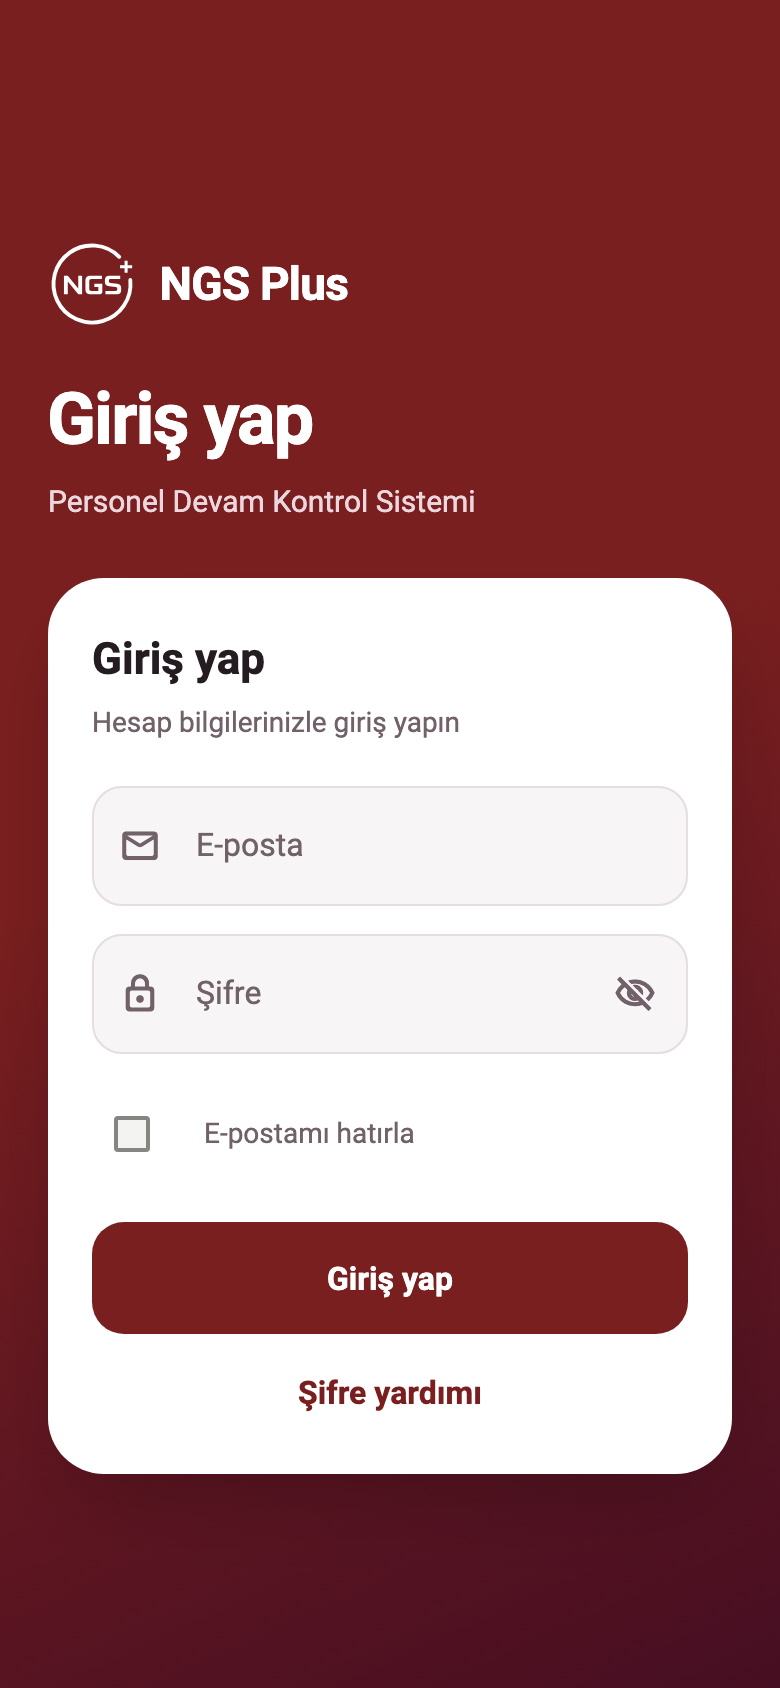 NGS+
NGS Plus
Giriş yap
Personel Devam Kontrol Sistemi
Giriş yap
Hesap bilgilerinizle giriş yapın
E-posta
Şifre
E-postamı hatırla
Giriş yap
Şifre yardımı